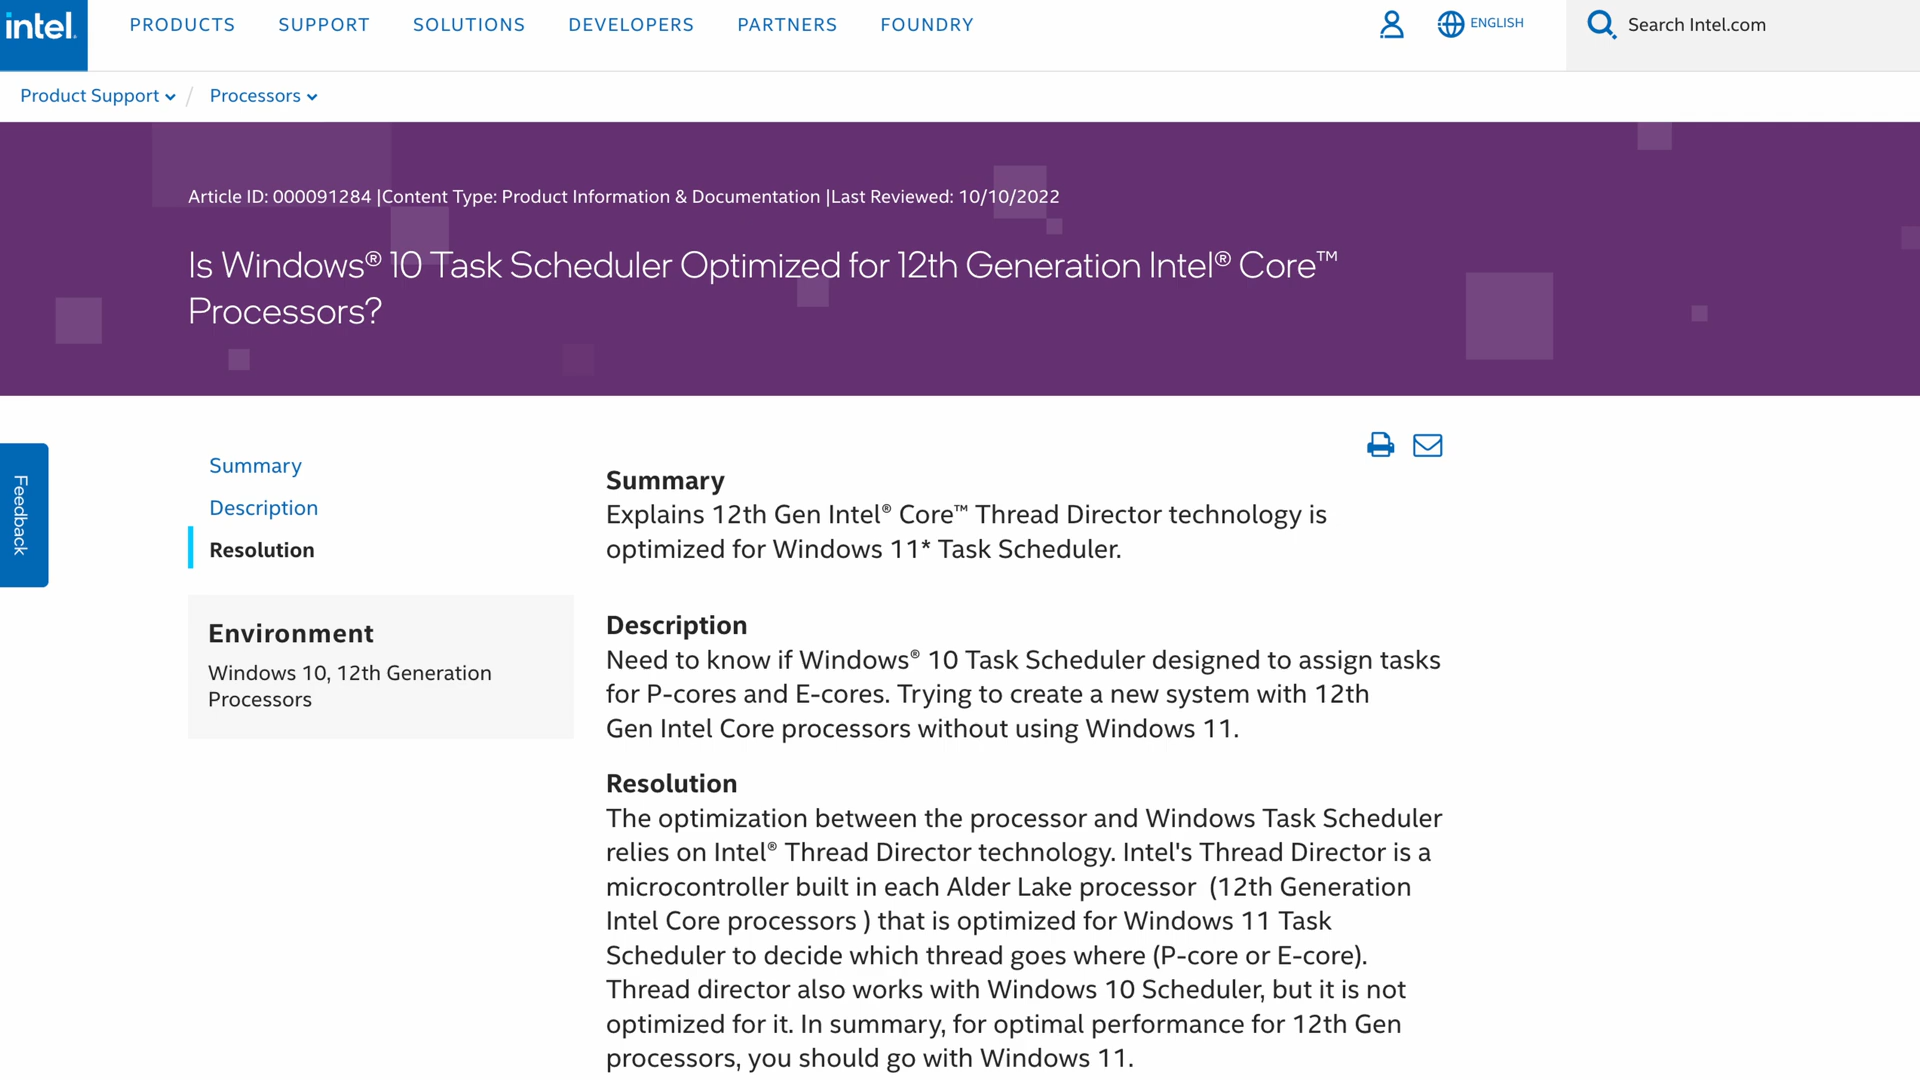 intel.
PRODUCTS SUPPORT SOLUTIONS DEVELOPERS PARTNERS FOUNDRY ENGLISH Search Intel.com
Product Support / Processors
Article ID: 000091284 |Content Type: Product Information & Documentation |Last Reviewed: 10/10/2022
Is Windows® 10 Task Scheduler Optimized for 12th Generation Intel® Core™
Processors?
Feedback
Summary
Description
Resolution
Environment
Windows 10, 12th Generation
Processors
Summary
Explains 12th Gen Intel® Core™ Thread Director technology is
optimized for Windows 11* Task Scheduler.
Description
Need to know if Windows® 10 Task Scheduler designed to assign tasks
for P-cores and E-cores. Trying to create a new system with 12th
Gen Intel Core processors without using Windows 11.
Resolution
The optimization between the processor and Windows Task Scheduler
relies on Intel® Thread Director technology. Intel's Thread Director is a
microcontroller built in each Alder Lake processor  (12th Generation
Intel Core processors ) that is optimized for Windows 11 Task
Scheduler to decide which thread goes where (P-core or E-core).
Thread director also works with Windows 10 Scheduler, but it is not
optimized for it. In summary, for optimal performance for 12th Gen
processors, you should go with Windows 11.